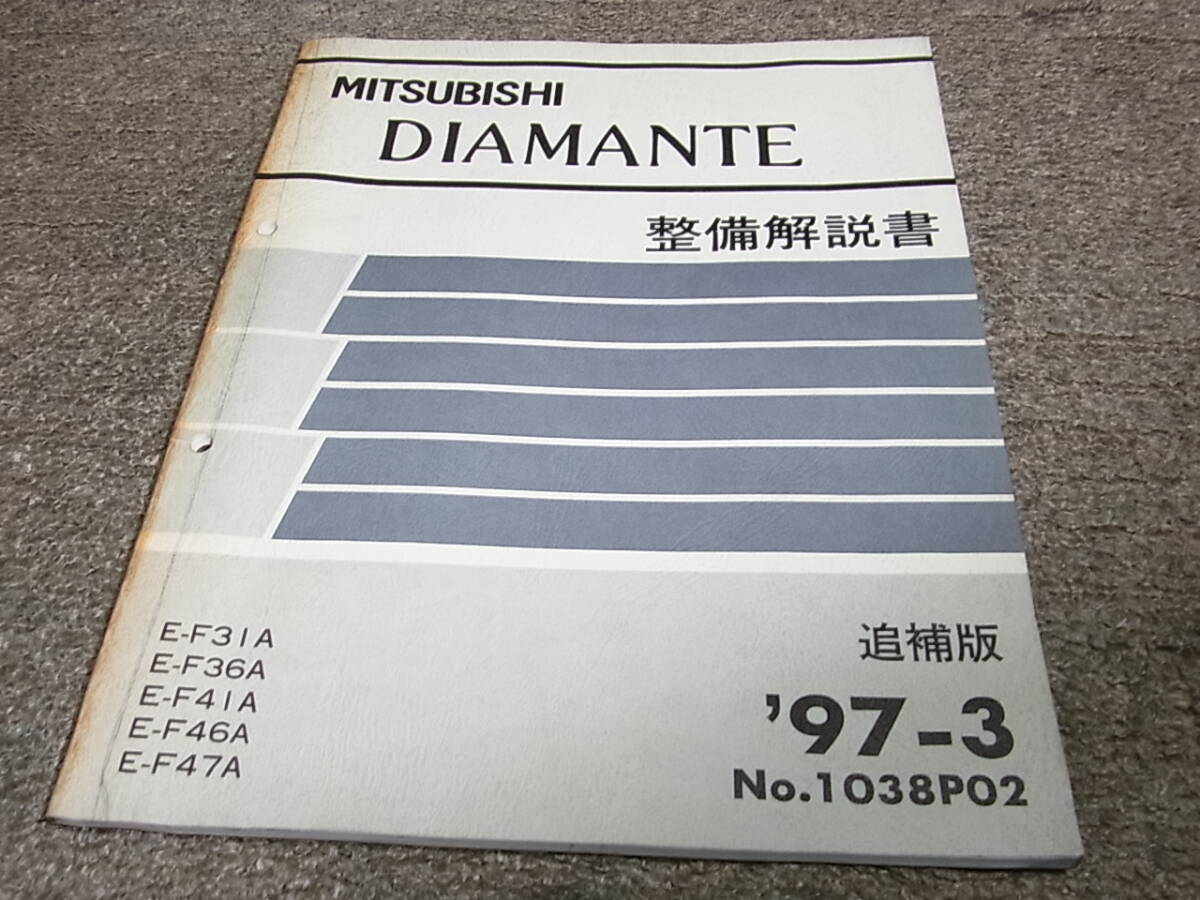 MITSUBISHI
DIAMANTE
整備解説書
E-F31A
E-F36A
E-F41A
E-F46A
E-F47A
追補版
'97-3
No.1038P02